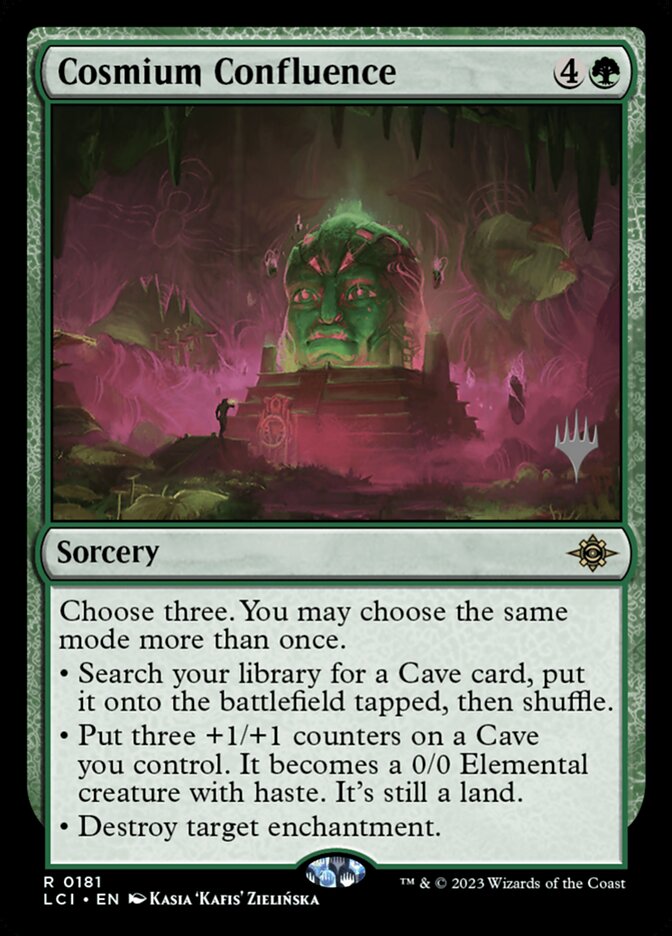 Cosmium Confluence 4
Sorcery
Choose three. You may choose the same
mode more than once.
• Search your library for a Cave card, put
it onto the battlefield tapped, then shuffle.
• Put three +1/+1 counters on a Cave
you control. It becomes a 0/0 Elemental
creature with haste. It's still a land.
• Destroy target enchantment.
R 0181
LCI • EN Kasia 'Kafis' Zielińska
™ & © 2023 Wizards of the Coast